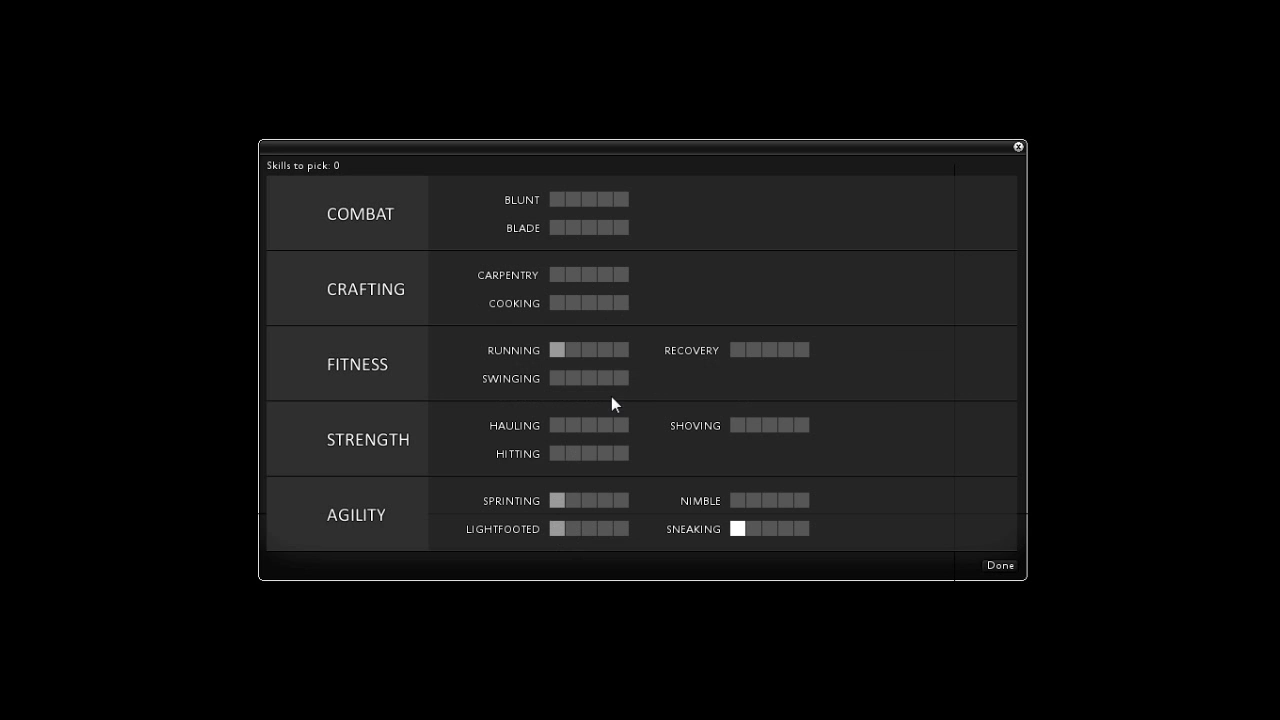 Skills to pick: 0
COMBAT
BLUNT
BLADE
CRAFTING
CARPENTRY
COOKING
FITNESS
RUNNING RECOVERY
SWINGING
STRENGTH
HAULING SHOVING
HITTING
AGILITY
SPRINTING NIMBLE
LIGHTFOOTED SNEAKING
Done